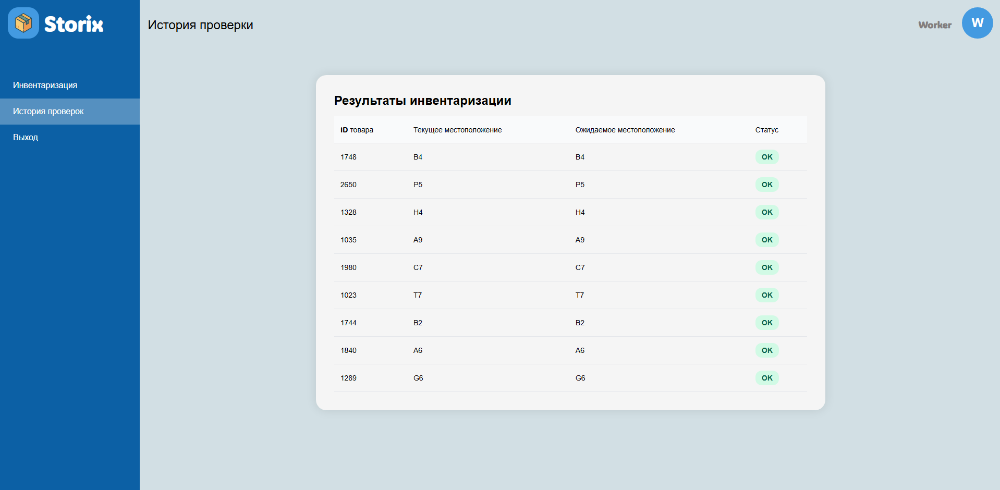 Storix
История проверки
Worker
W
Инвентаризация
История проверок
Выход
Результаты инвентаризации
ID товара Текущее местоположение Ожидаемое местоположение Статус
1748 B4 B4 OK
2650 P5 P5 OK
1328 H4 H4 OK
1035 A9 A9 OK
1980 C7 C7 OK
1023 T7 T7 OK
1744 B2 B2 OK
1840 A6 A6 OK
1289 G6 G6 OK